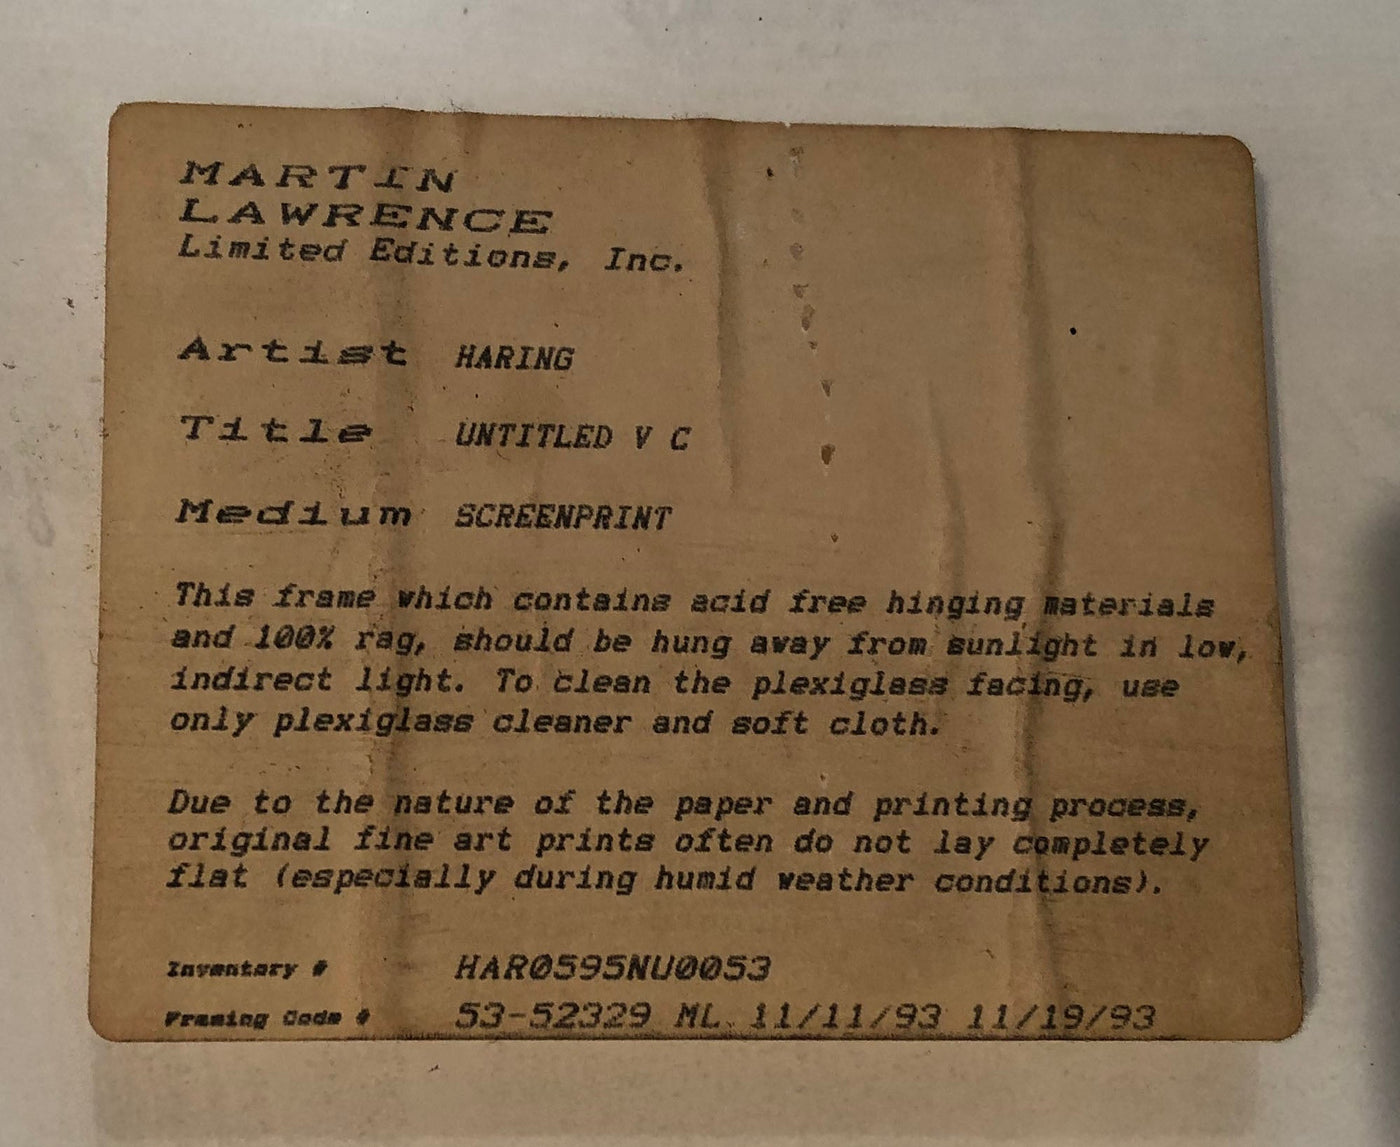 MARTIN
LAWRENCE
Limited Editions, Inc.
Artist HARING
Title UNTITLED V C
Medium SCREENPRINT
This frame which contains acid free hinging materials
and 100% rag, should be hung away from sunlight in low,
indirect light. To clean the plexiglass facing, use
only plexiglass cleaner and soft cloth.
Due to the nature of the paper and printing process,
original fine art prints often do not lay completely
flat (especially during humid weather conditions).
Inventory # HAR0595NU0053
Framing Code # 53-52329 ML 11/11/93 11/19/93